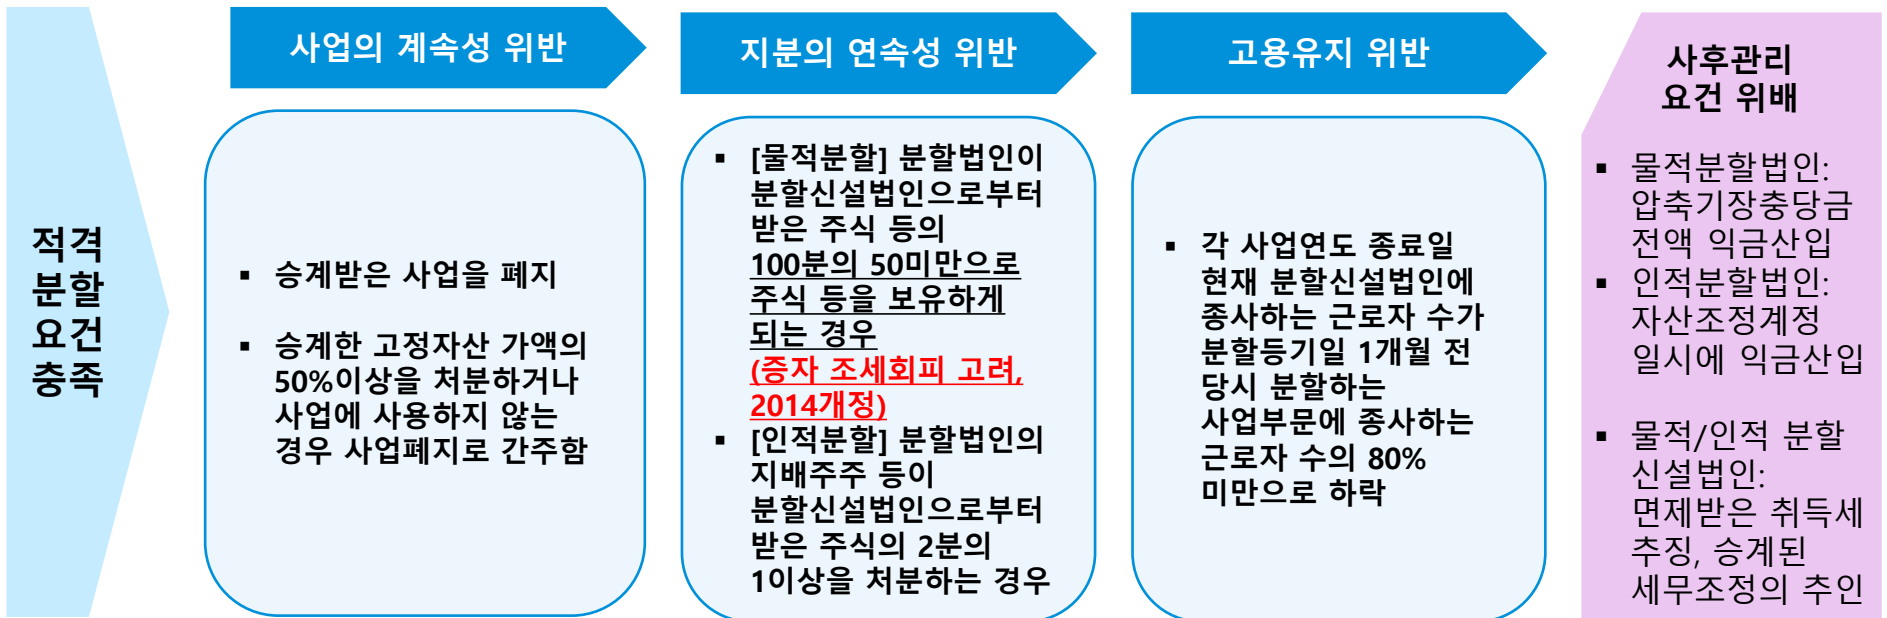 적격
분할
요건
충족
사업의 계속성 위반
▪ 승계받은 사업을 폐지
▪ 승계한 고정자산 가액의
50%이상을 처분하거나
사업에 사용하지 않는
경우 사업폐지로 간주함
지분의 연속성 위반
▪ [물적분할] 분할법인이
분할신설법인으로부터
받은 주식 등의
100분의 50미만으로
주식 등을 보유하게
되는 경우
(증자 조세회피 고려,
2014개정)
▪ [인적분할] 분할법인의
지배주주 등이
분할신설법인으로부터
받은 주식의 2분의
1이상을 처분하는 경우
고용유지 위반
▪ 각 사업연도 종료일
현재 분할신설법인에
종사하는 근로자 수가
분할등기일 1개월 전
당시 분할하는
사업부문에 종사하는
근로자 수의 80%
미만으로 하락
사후관리
요건 위배
▪ 물적분할법인:
압축기장충당금
전액 익금산입
▪ 인적분할법인:
자산조정계정
일시에 익금산입
▪ 물적/인적 분할
신설법인:
면제받은 취득세
추징, 승계된
세무조정의 추인